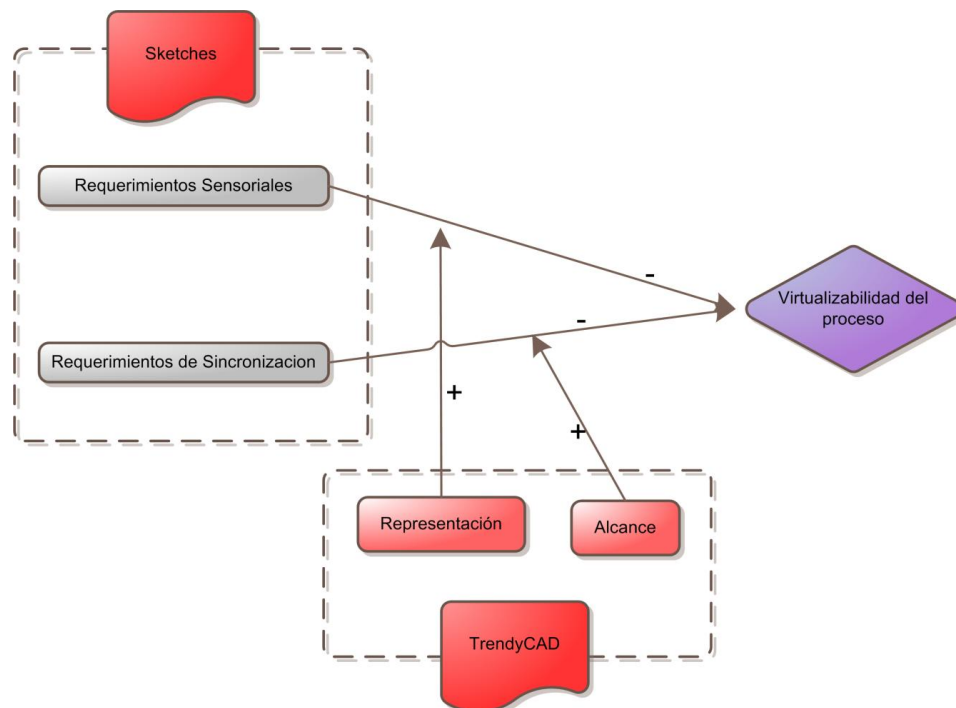 Sketches
Requerimientos Sensoriales
-
Virtualizabilidad del
proceso
-
Requerimientos de Sincronizacion
+
+
Representación
Alcance
TrendyCAD